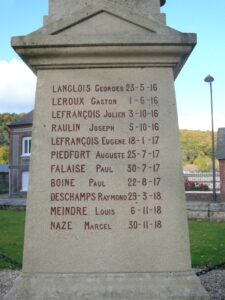 LANGLOIS GEORGES 23-5-16
LEROUX GASTON 1-6-16
LEFRANÇOIS JULIEN 3-10-16
RAULIN JOSEPH 5-10-16
LEFRANÇOIS EUGENE 18-1-17
PIEDFORT AUGUSTE 25-7-17
FALAISE PAUL 30-7-17
BOINE PAUL 22-8-17
DESCHAMPS RAYMOND 29-3-18
MEINDRE LOUIS 6-11-18
NAZE MARCEL 30-11-18